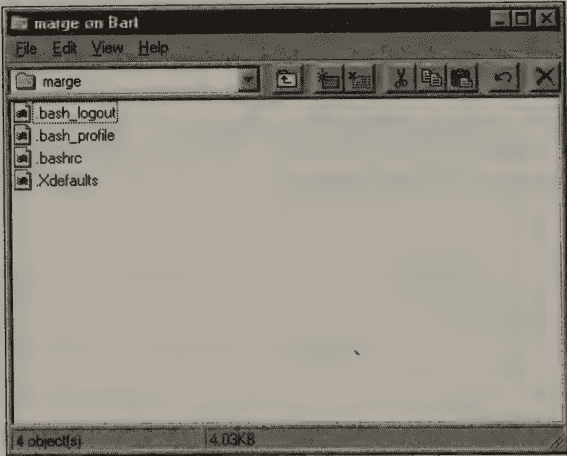 marge on Bart
File Edit View Help
marge
.bash_logout
.bash_profile
.bashrc
.Xdefaults
4 object(s)
4.03KB